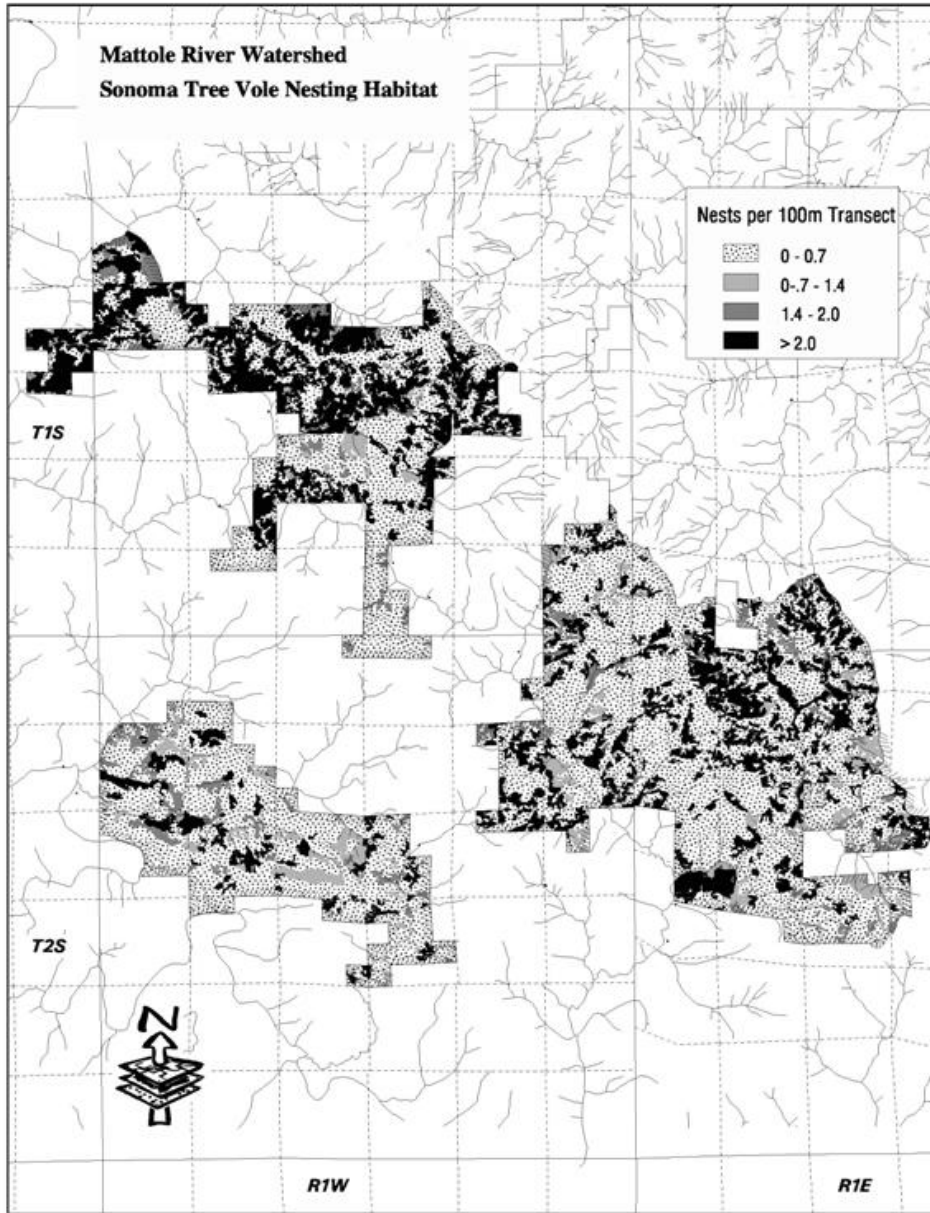 Mattole River Watershed
Sonoma Tree Vole Nesting Habitat
Nests per 100m Transect
0 - 0.7
0-.7 - 1.4
1.4 - 2.0
> 2.0
T1S
T2S
N
R1W
R1E